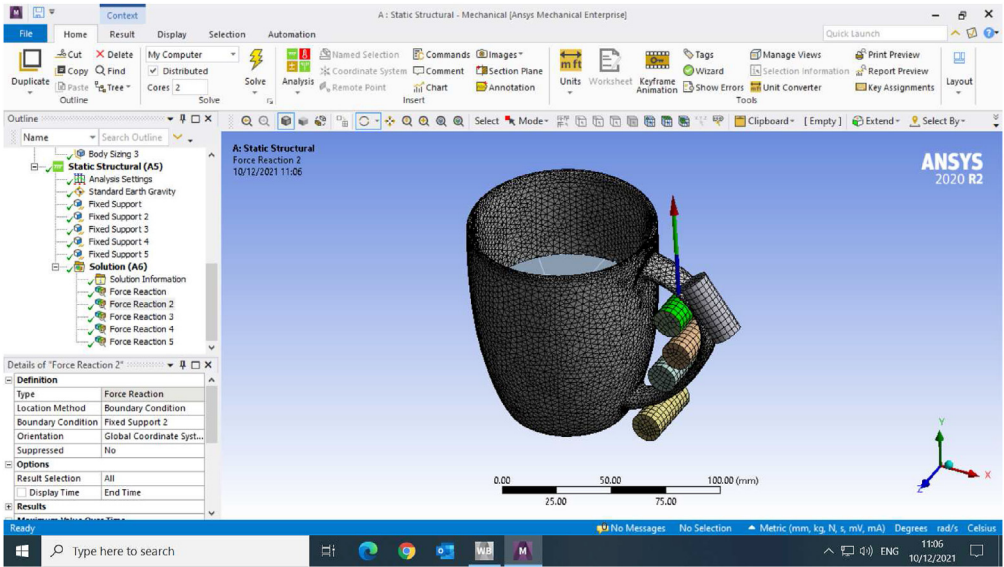 Context
A : Static Structural - Mechanical [Ansys Mechanical Enterprise]
File Home Result Display Selection Automation Quick Launch
Duplicate
Cut
Copy
Paste
Delete
Find
Tree
Outline
My Computer
Distributed
Cores 2
Solve
Solve
Analysis
Named Selection
Coordinate System
Remote Point
Commands
Comment
Chart
Images
Section Plane
Annotation
Insert
Units
Worksheet
Keyframe
Animation
Tags
Wizard
Show Errors
Manage Views
Selection Information
Unit Converter
Print Preview
Report Preview
Key Assignments
Tools
Layout
Outline
Name Search Outline
Select Mode Clipboard [ Empty ] Extend Select By
Body Sizing 3
Static Structural (A5)
Analysis Settings
Standard Earth Gravity
Fixed Support
Fixed Support 2
Fixed Support 3
Fixed Support 4
Fixed Support 5
Solution (A6)
Solution Information
Force Reaction
Force Reaction 2
Force Reaction 3
Force Reaction 4
Force Reaction 5
Details of "Force Reaction 2"
Definition
Type Force Reaction
Location Method Boundary Condition
Boundary Condition Fixed Support 2
Orientation Global Coordinate Syst...
Suppressed No
Options
Result Selection All
Display Time End Time
Results
Maximum Value Over Time
A: Static Structural
Force Reaction 2
10/12/2021 11:06
ANSYS
2020 R2
0.00 50.00 100.00 (mm)
25.00 75.00
Y
X
Z
Ready No Messages No Selection Metric (mm, kg, N, s, mV, mA) Degrees rad/s Celsius
Type here to search
WB
M
ENG
11:06
10/12/2021